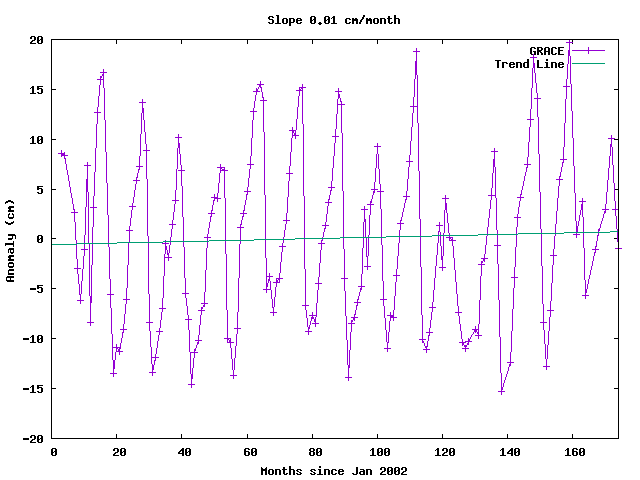 Slope 0.01 cm/month
GRACE
Trend Line
20
15
10
5
0
-5
-10
-15
-20
Anomaly (cm)
0 20 40 60 80 100 120 140 160
Months since Jan 2002